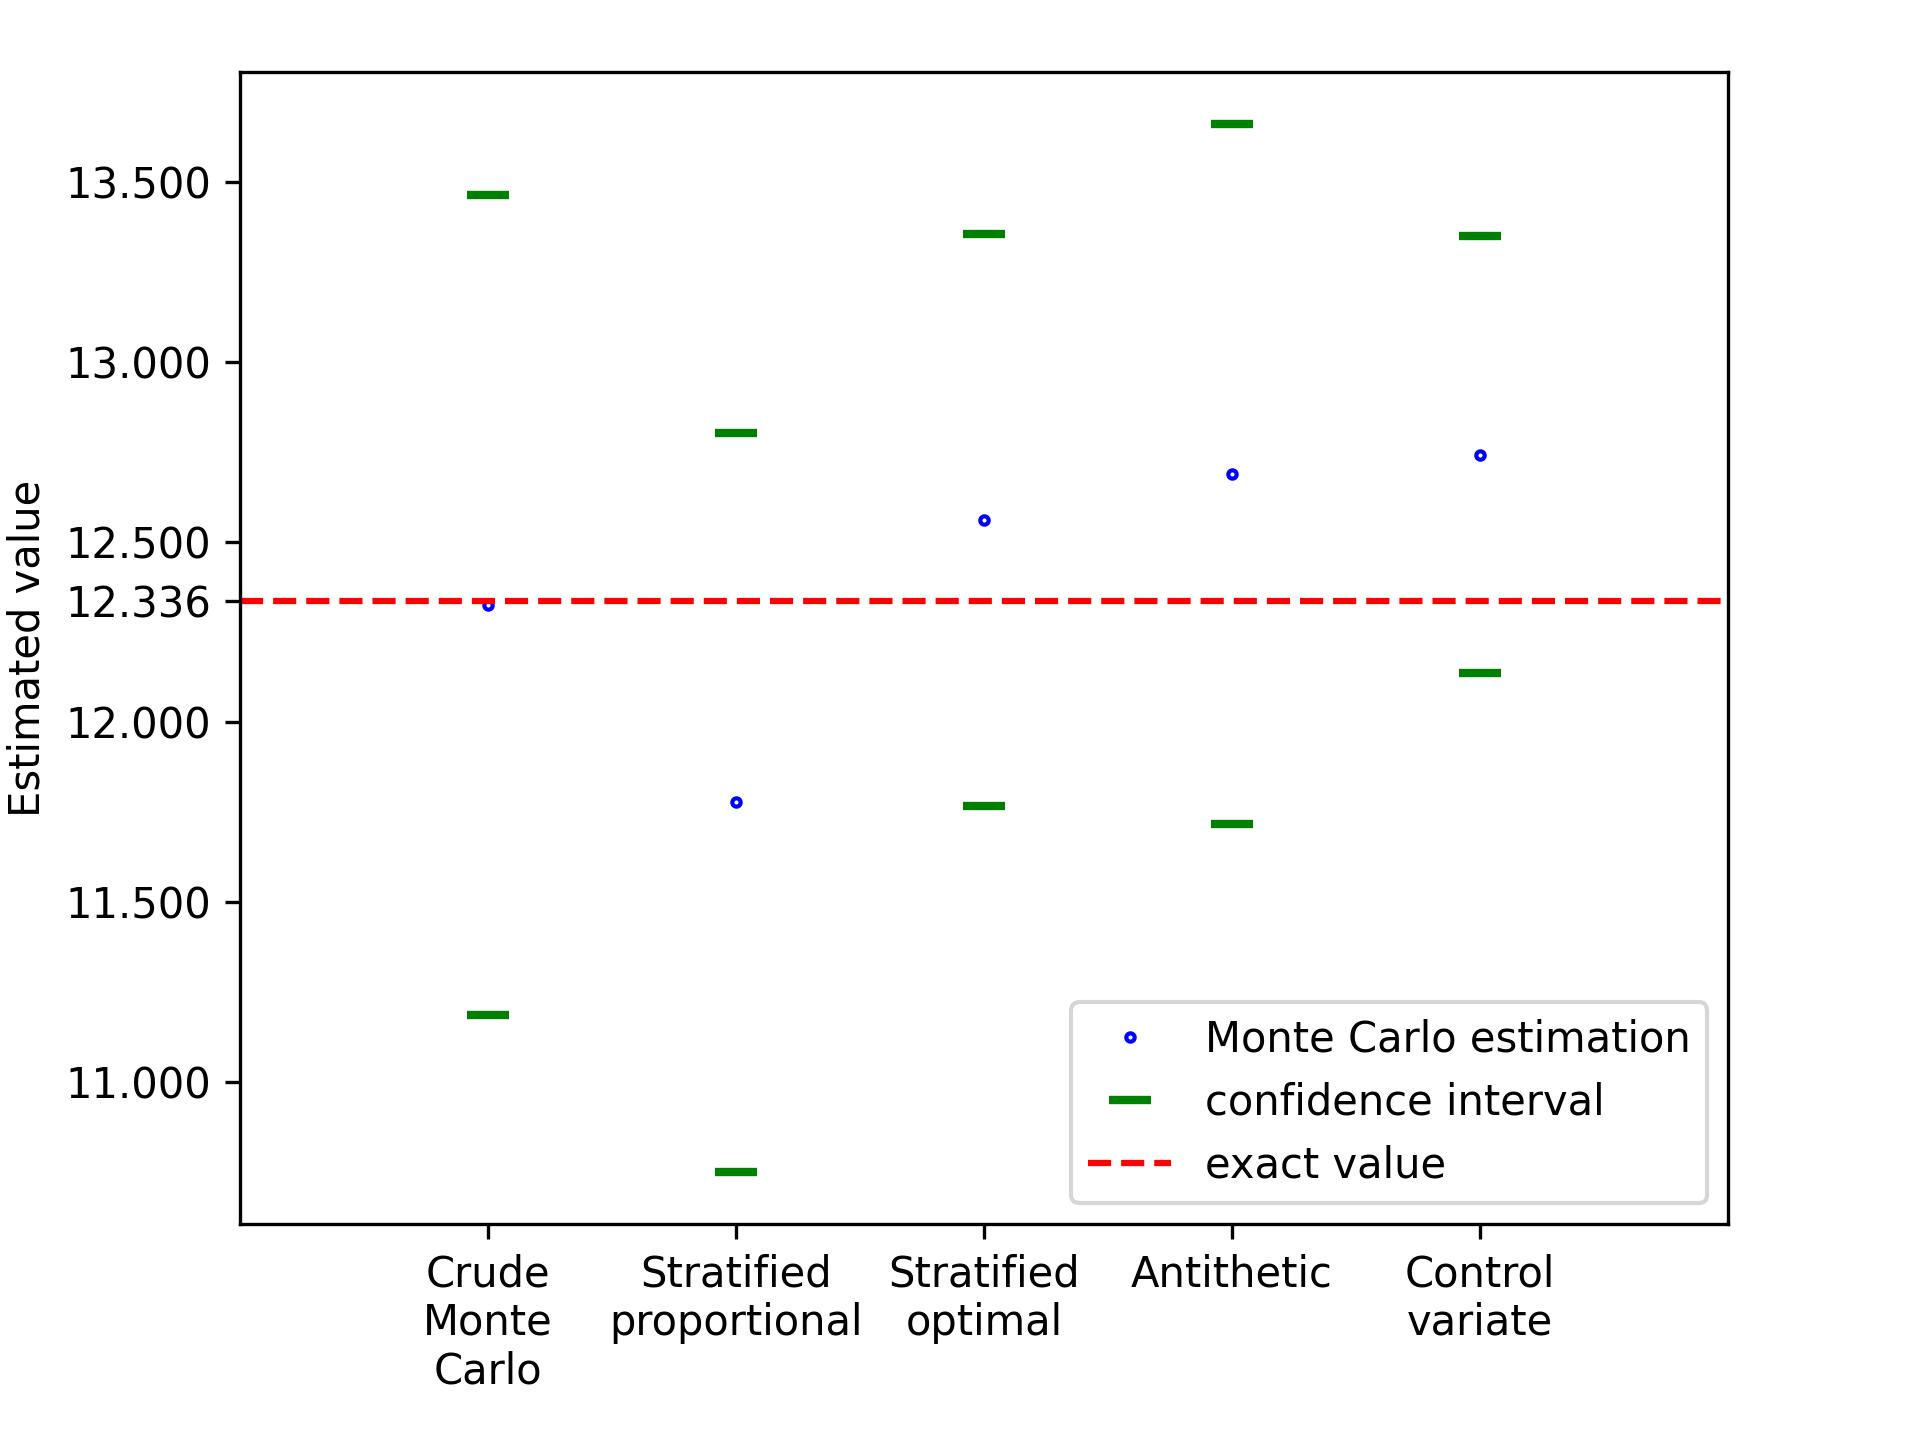 Estimated value
13.500
13.000
12.500
12.336
12.000
11.500
11.000
Crude
Monte
Carlo
Stratified
proportional
Stratified
optimal
Antithetic
Control
variate
Monte Carlo estimation
confidence interval
exact value